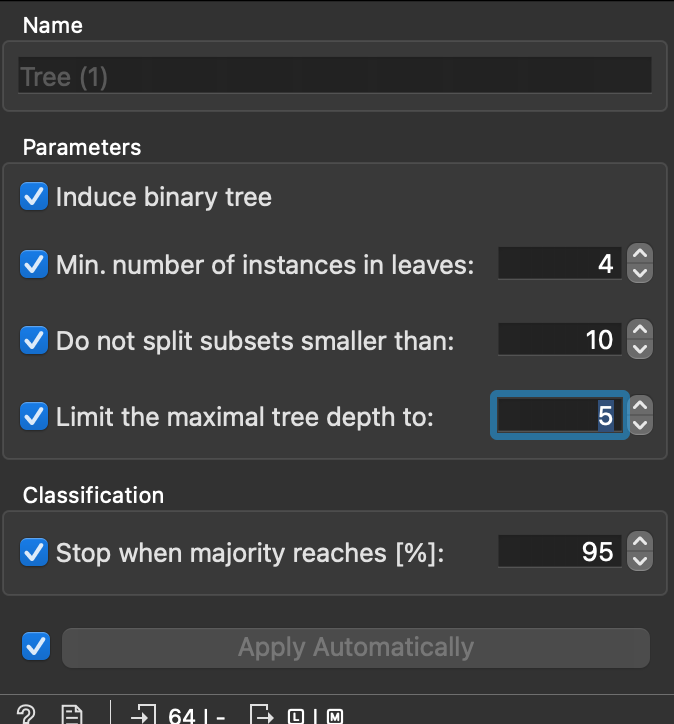 Name
Tree (1)
Parameters
Induce binary tree
Min. number of instances in leaves: 4
Do not split subsets smaller than: 10
Limit the maximal tree depth to: 5
Classification
Stop when majority reaches [%]: 95
Apply Automatically
? 64 | - L | M